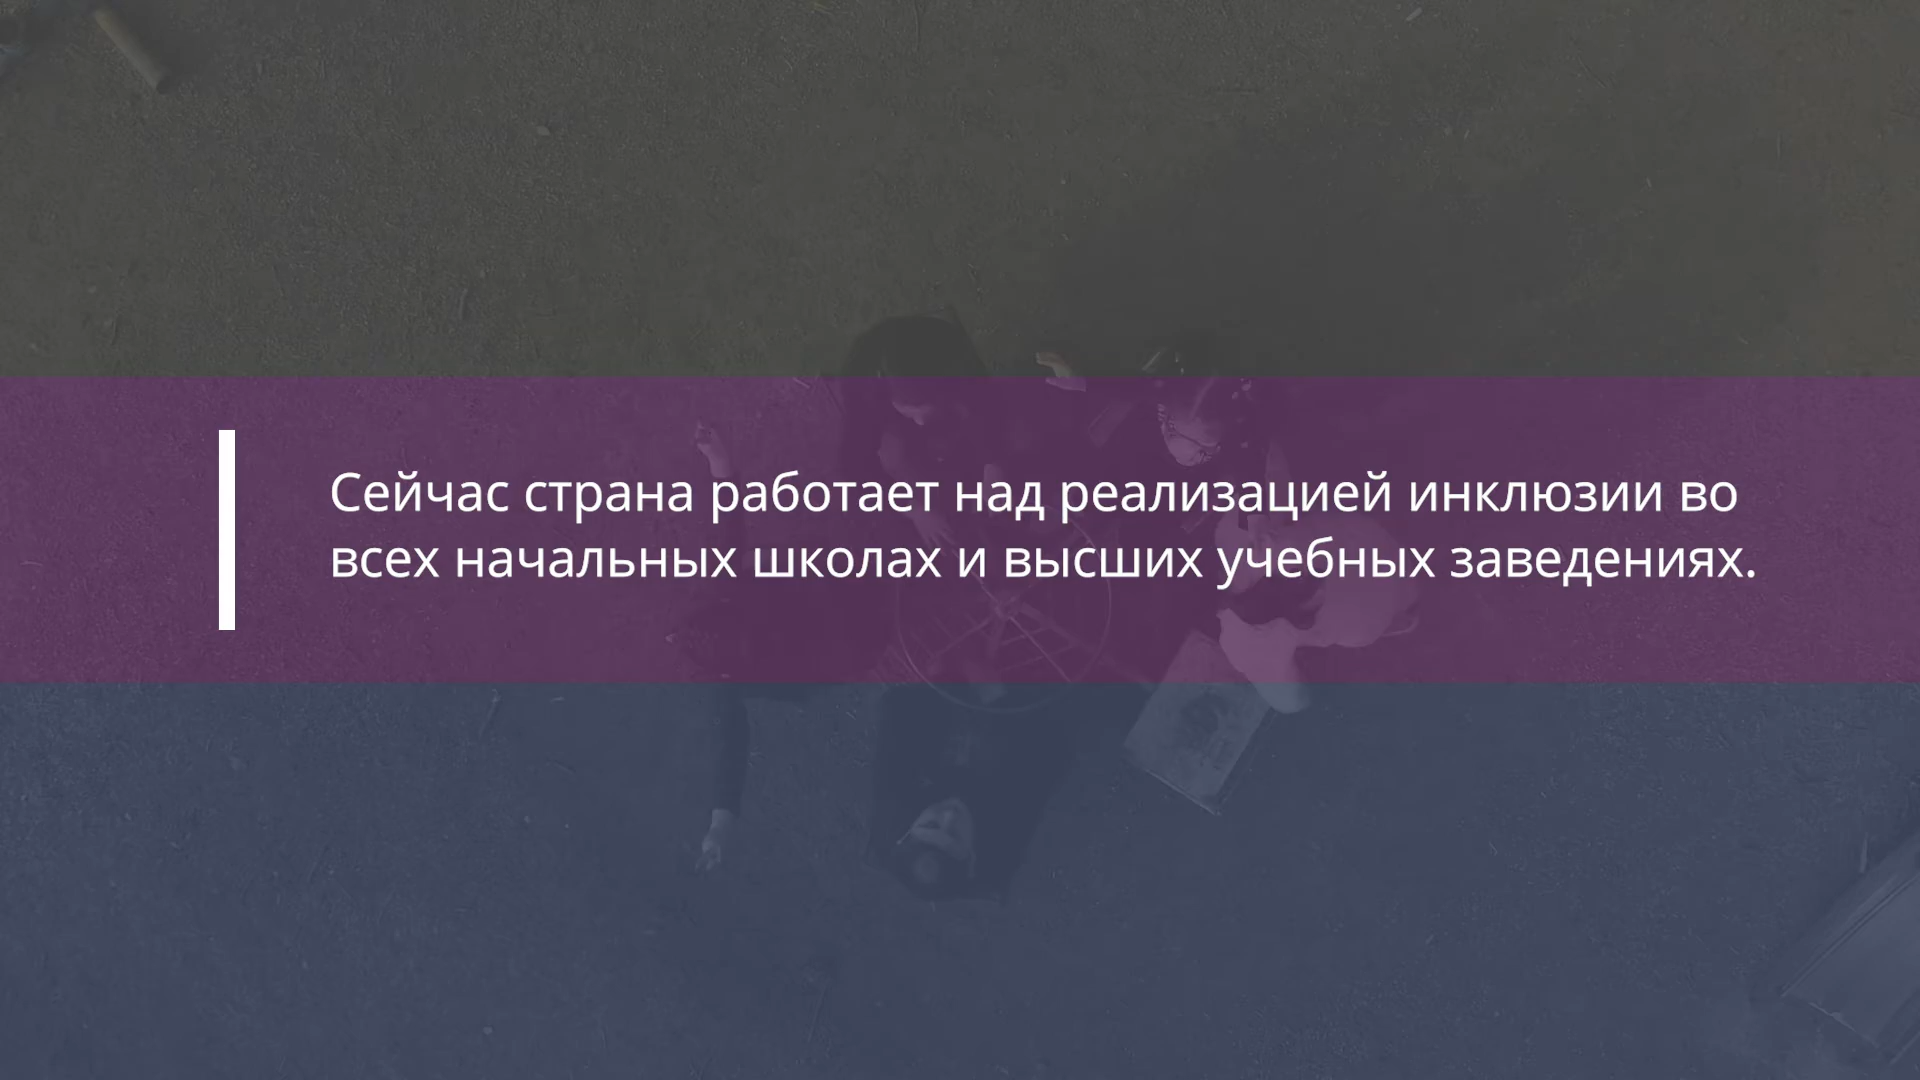 Сейчас страна работает над реализацией инклюзии во
всех начальных школах и высших учебных заведениях.